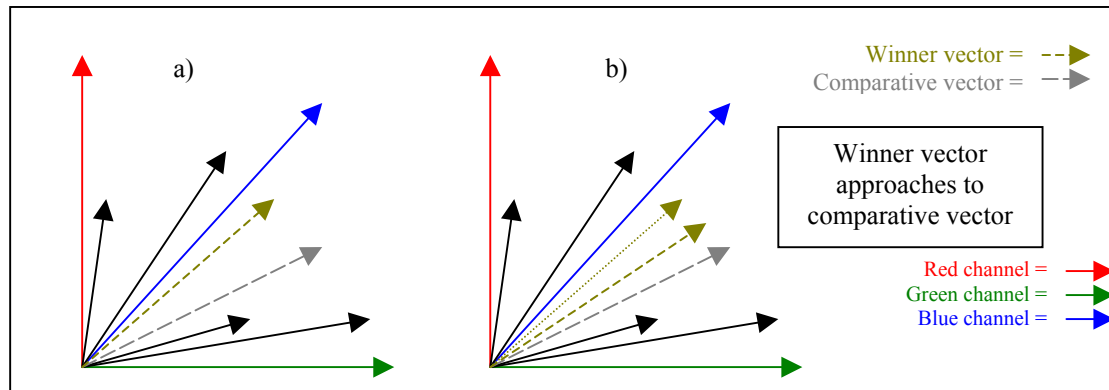 a)
b)
Winner vector =
Comparative vector =
Winner vector
approaches to
comparative vector
Red channel =
Green channel =
Blue channel =